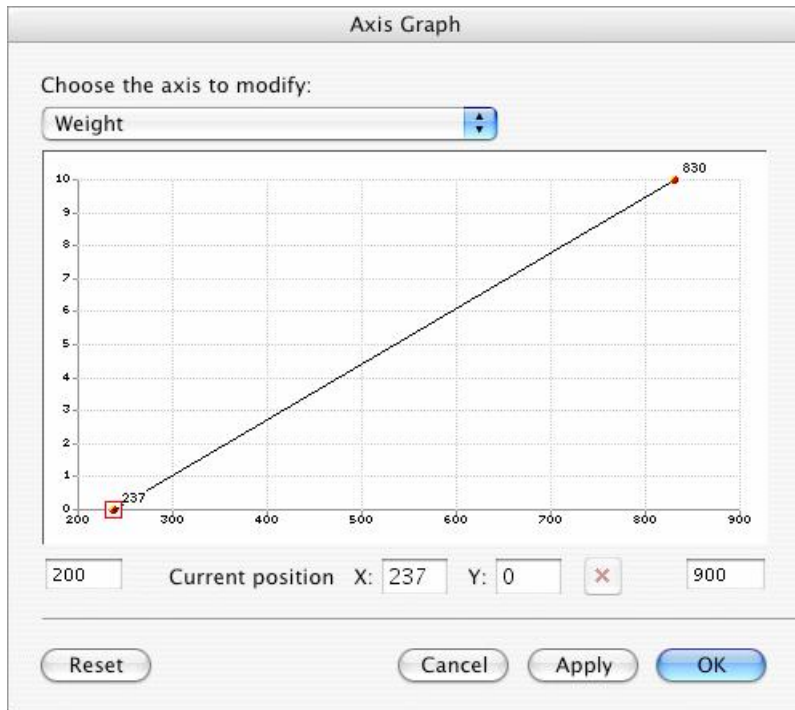 Axis Graph
Choose the axis to modify:
Weight
830
10
9
8
7
6
5
4
3
2
1
237
0
200 300 400 500 600 700 800 900
200 Current position X: 237 Y: 0 900
Reset Cancel Apply OK